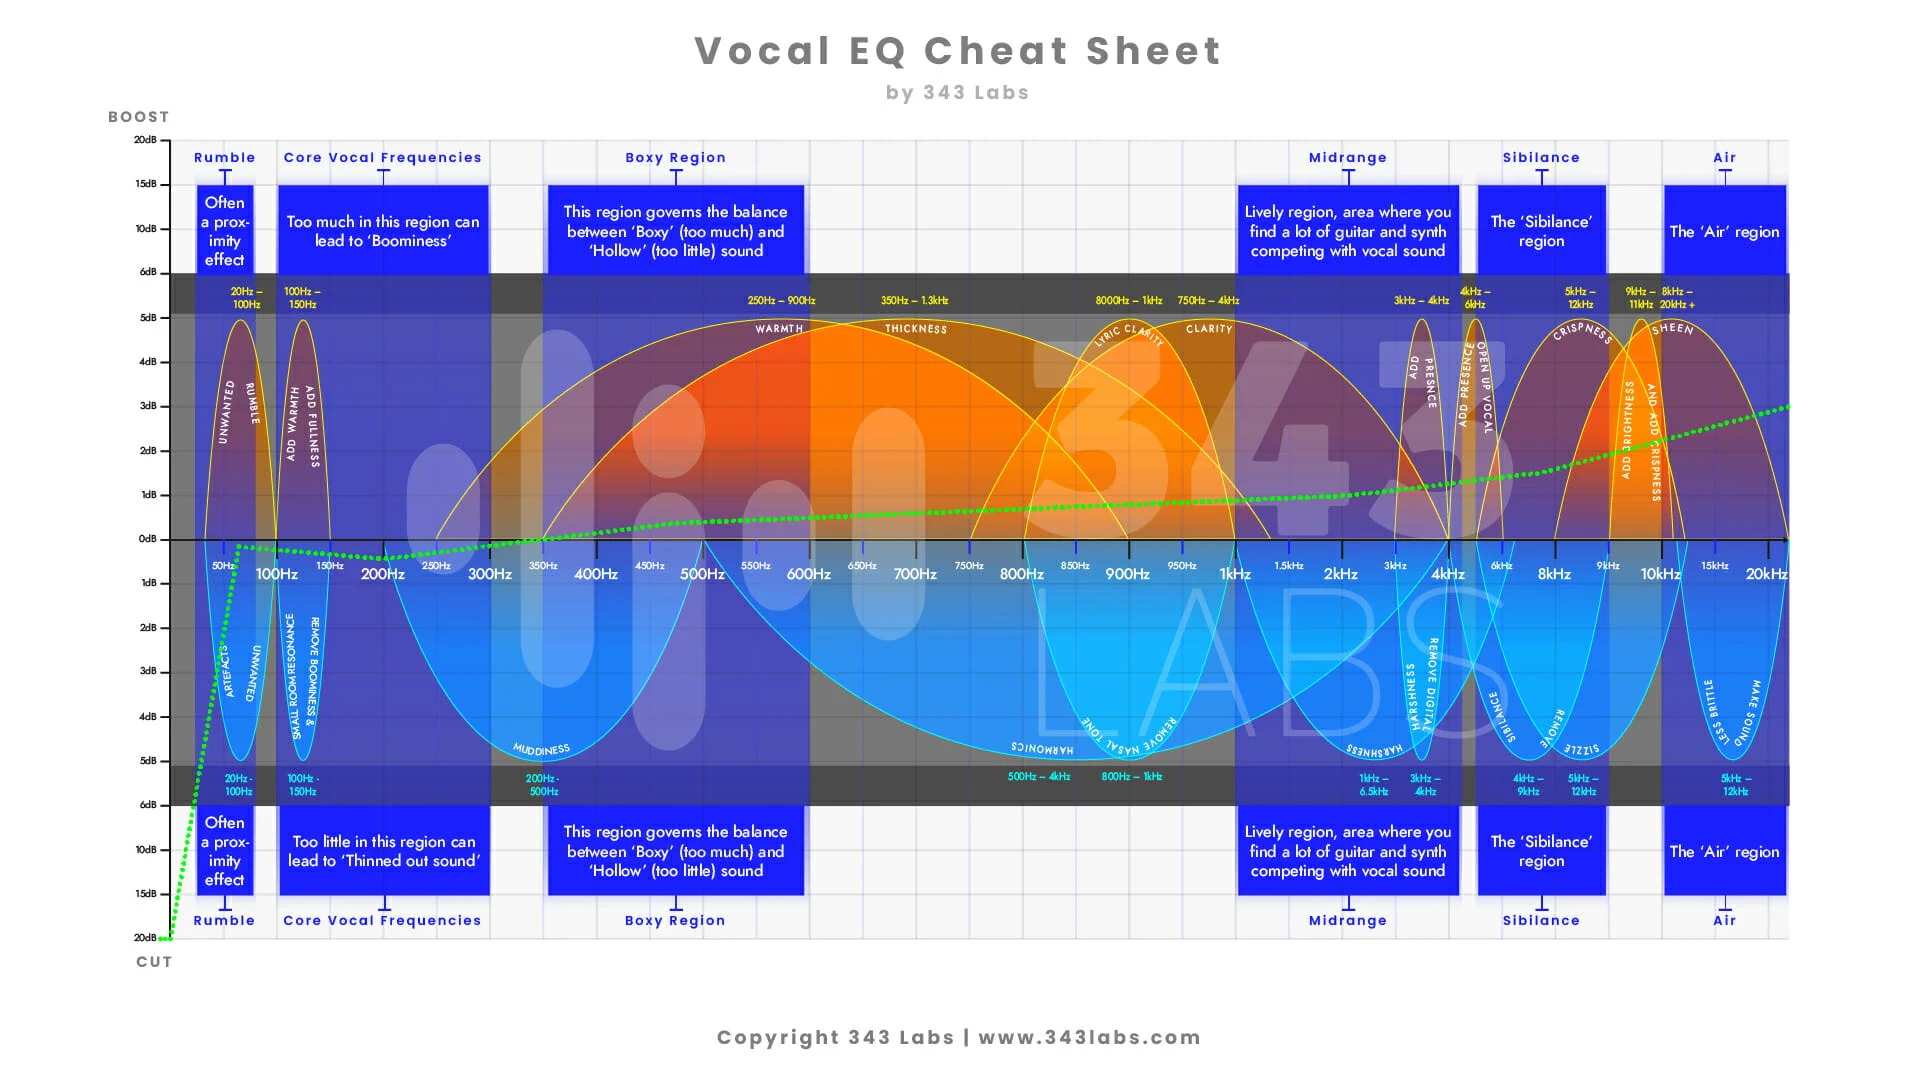 Vocal EQ Cheat Sheet
by 343 Labs
BOOST
20dB
15dB
10dB
6dB
5dB
4dB
3dB
2dB
1dB
0dB
1dB
2dB
3dB
4dB
5dB
6dB
10dB
15dB
20dB
CUT
Rumble
Often
a prox-
imity
effect
Core Vocal Frequencies
Too much in this region can
lead to ‘Boominess’
Boxy Region
This region governs the balance
between ‘Boxy’ (too much) and
‘Hollow’ (too little) sound
Midrange
Lively region, area where you
find a lot of guitar and synth
competing with vocal sound
Sibilance
The ‘Sibilance’
region
Air
The ‘Air’ region
20Hz –
100Hz
100Hz –
150Hz
250Hz – 900Hz
350Hz – 1.3kHz
8000Hz – 1kHz
750Hz – 4kHz
3kHz – 4kHz
4kHz –
6kHz
5kHz –
12kHz
9kHz –
11kHz
8kHz –
20kHz +
UNWANTED
RUMBLE
ADD WARMTH
ADD FULLNESS
WARMTH
THICKNESS
LYRIC CLARITY
CLARITY
ADD
PRESNCE
ADD PRESENCE
OPEN UP VOCAL
CRISPNESS
ADD BRIGHTNESS
AND ADD CRISPNESS
SHEEN
343
LABS
50Hz
100Hz
150Hz
200Hz
250Hz
300Hz
350Hz
400Hz
450Hz
500Hz
550Hz
600Hz
650Hz
700Hz
750Hz
800Hz
850Hz
900Hz
950Hz
1kHz
1.5kHz
2kHz
3kHz
4kHz
6kHz
8kHz
9kHz
10kHz
15kHz
20kHz
UNWANTED
ARTEFACTS
REMOVE BOOMINESS &
SMALL ROOM RESONANCE
MUDDINESS
HARMONICS
REMOVE NASAL TONE
HARSHNESS
REMOVE DIGITAL
HARSHNESS
REMOVE
SIBILANCE
SIZZLE
MAKE SOUND
LESS BRITTLE
20Hz -
100Hz
100Hz -
150Hz
200Hz -
500Hz
500Hz – 4kHz
800Hz – 1kHz
1kHz –
6.5kHz
3kHz –
4kHz
4kHz –
9kHz
5kHz –
12kHz
5kHz –
12kHz
Often
a prox-
imity
effect
Rumble
Too little in this region can
lead to ‘Thinned out sound’
Core Vocal Frequencies
This region governs the balance
between ‘Boxy’ (too much) and
‘Hollow’ (too little) sound
Boxy Region
Lively region, area where you
find a lot of guitar and synth
competing with vocal sound
Midrange
The ‘Sibilance’
region
Sibilance
The ‘Air’ region
Air
Copyright 343 Labs | www.343labs.com